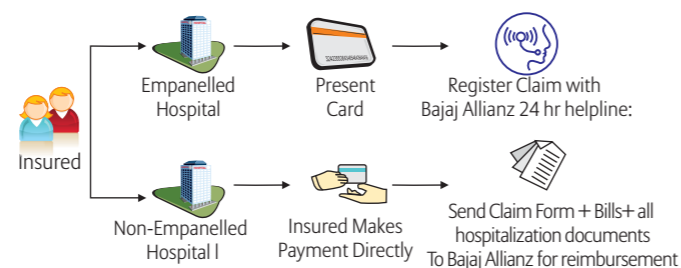 Insured
Empanelled
Hospital
Present
Card
Register Claim with
Bajaj Allianz 24 hr helpline:
Non-Empanelled
Hospital l
Insured Makes
Payment Directly
Send Claim Form + Bills+ all
hospitalization documents
To Bajaj Allianz for reimbursement